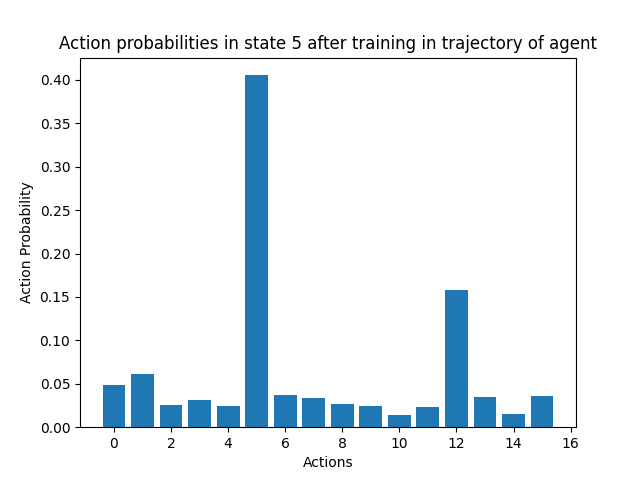 Action probabilities in state 5 after training in trajectory of agent
0.40
0.35
0.30
0.25
0.20
0.15
0.10
0.05
0.00
Action Probability
0 2 4 6 8 10 12 14 16
Actions